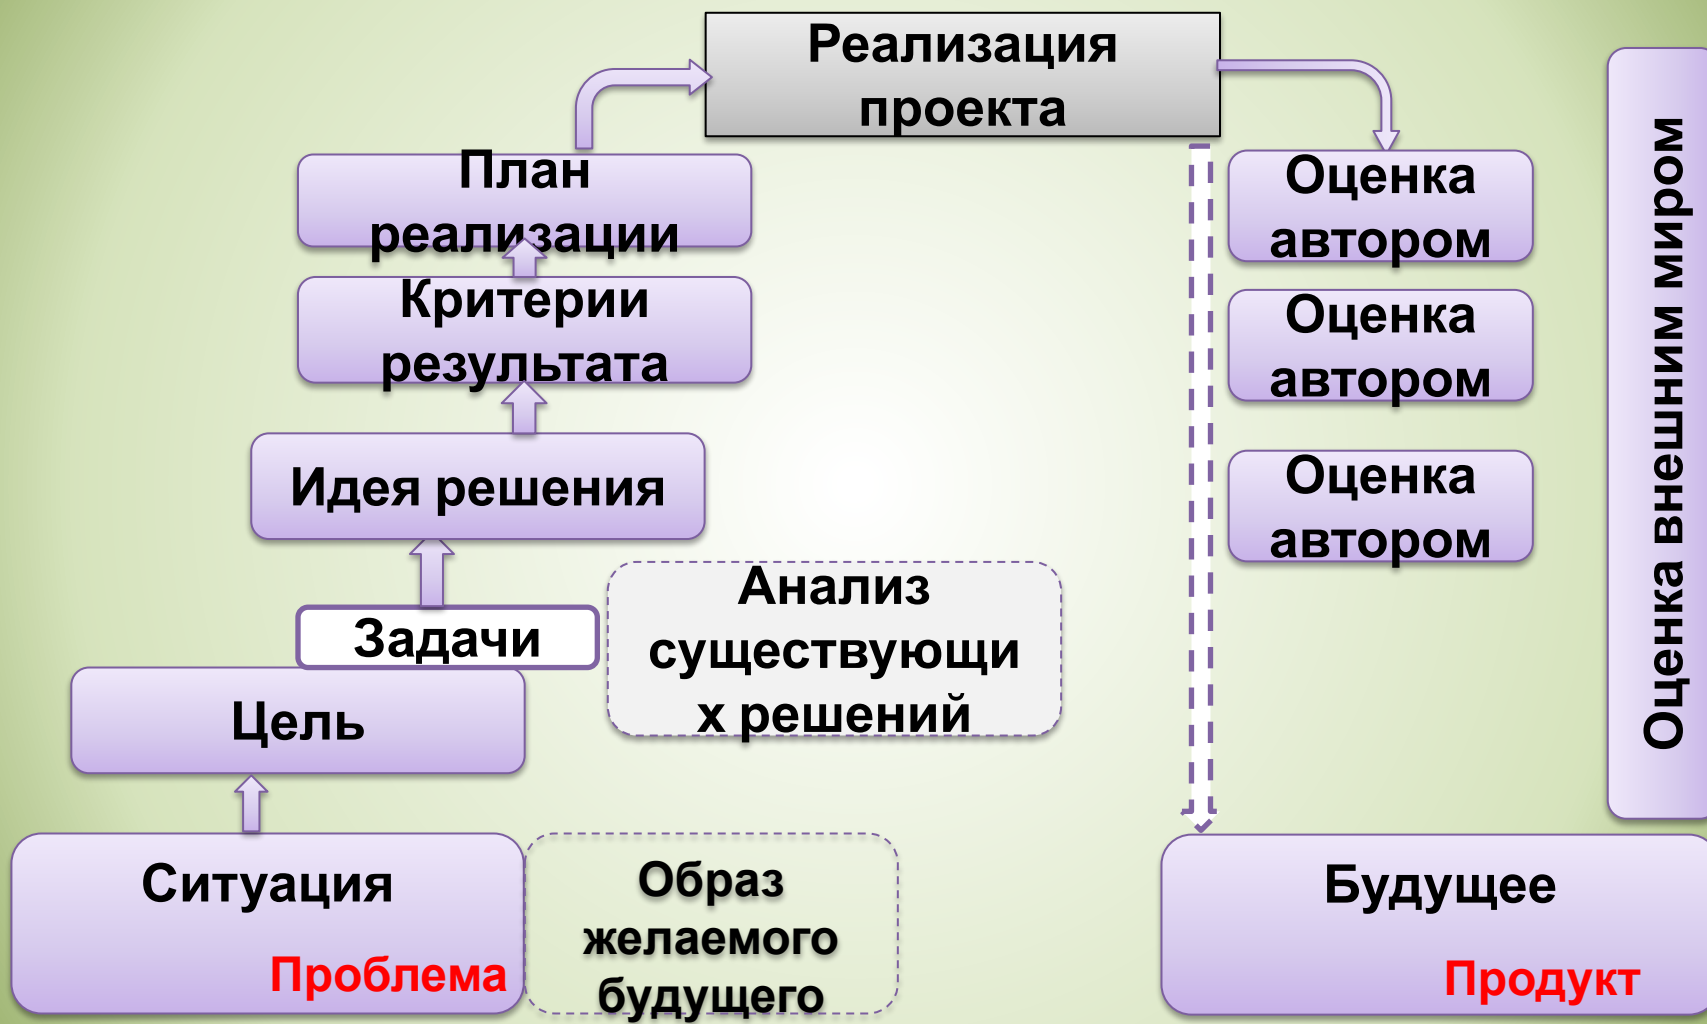 Реализация
проекта
План
реализации
Критерии
результата
Идея решения
Задачи
Цель
Анализ
существующи
х решений
Ситуация
Проблема
Образ
желаемого
будущего
Оценка
автором
Оценка
автором
Оценка
автором
Оценка внешним миром
Будущее
Продукт